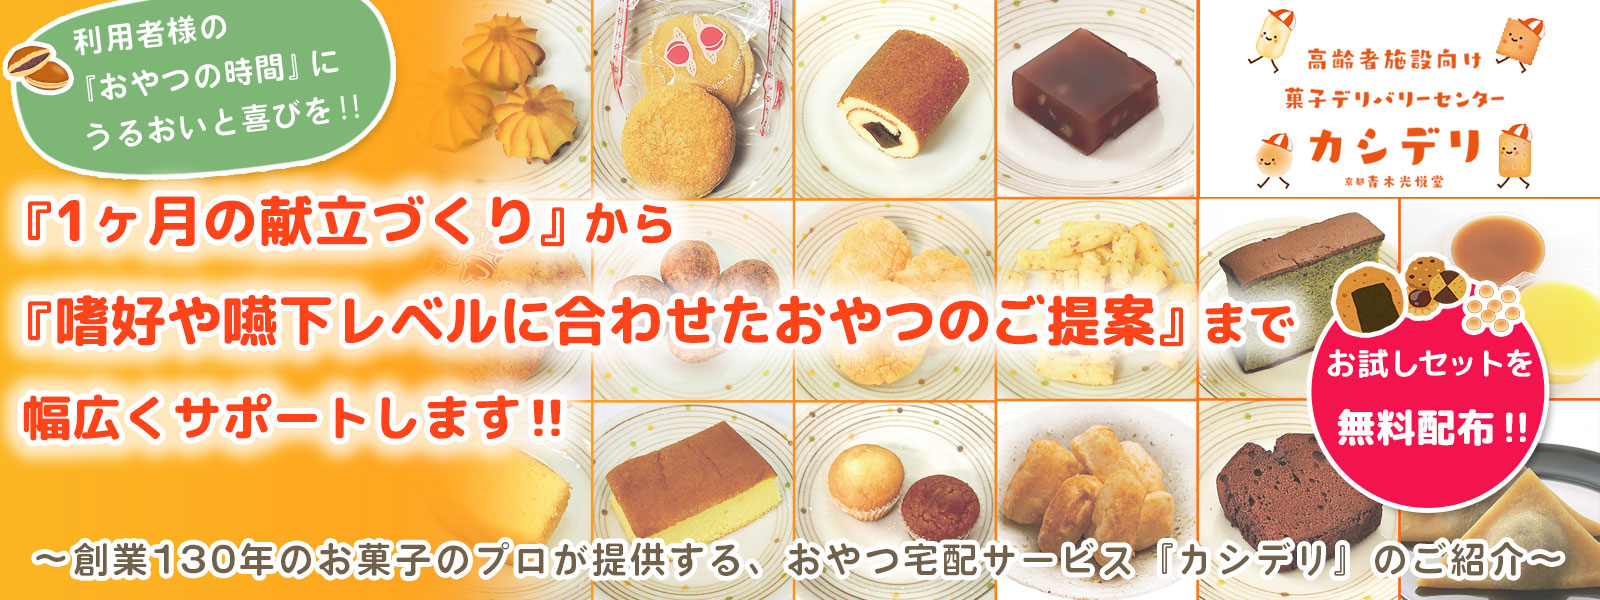 利用者様の
『おやつの時間』に
うるおいと喜びを!!
高齢者施設向け
菓子デリバリーセンター
カシデリ
京都青木光悦堂
『1ヶ月の献立づくり』から
『嗜好や嚥下レベルに合わせたおやつのご提案』まで
幅広くサポートします!!
お試しセットを
無料配布!!
～創業130年のお菓子のプロが提供する、おやつ宅配サービス『カシデリ』のご紹介～